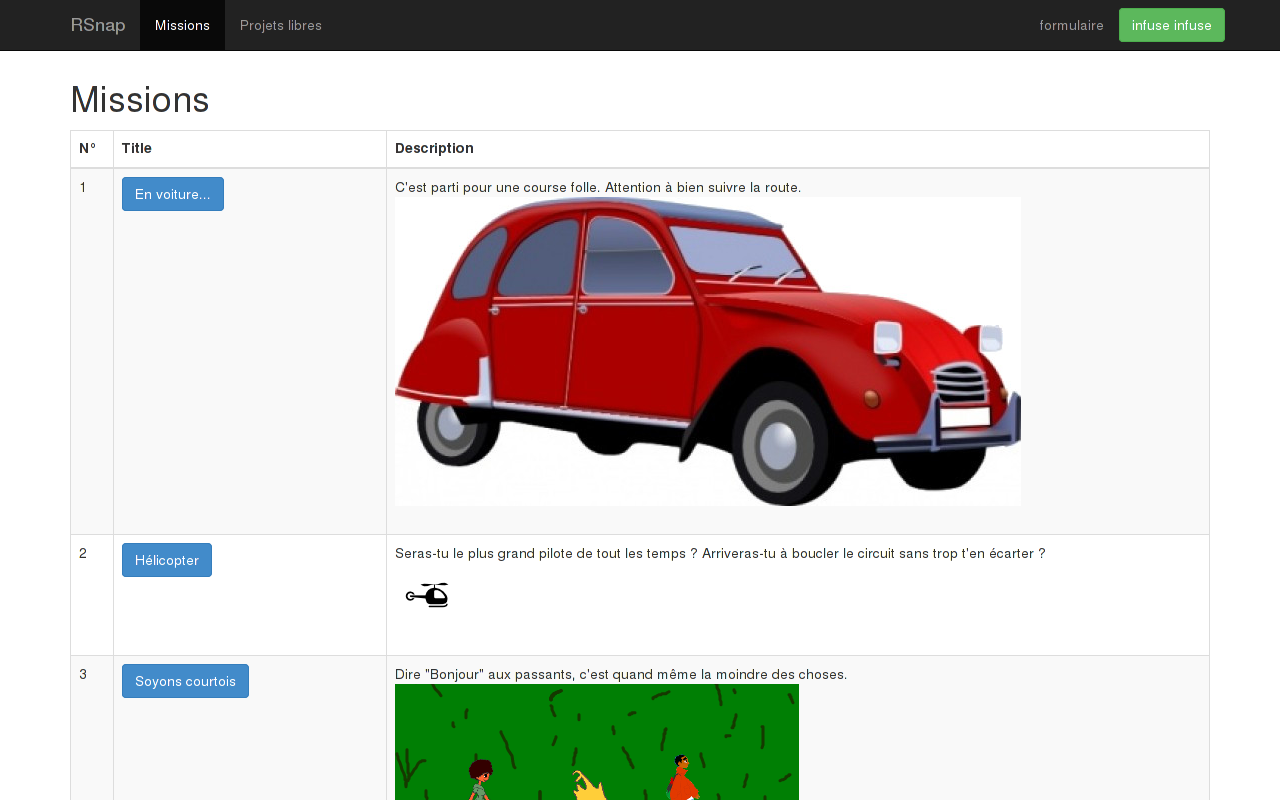 RSnap Missions Projets libres formulaire infuse infuse
Missions
N° Title Description
1 En voiture... C'est parti pour une course folle. Attention à bien suivre la route.
2 Hélicopter Seras-tu le plus grand pilote de tout les temps ? Arriveras-tu à boucler le circuit sans trop t'en écarter ?
3 Soyons courtois Dire "Bonjour" aux passants, c'est quand même la moindre des choses.